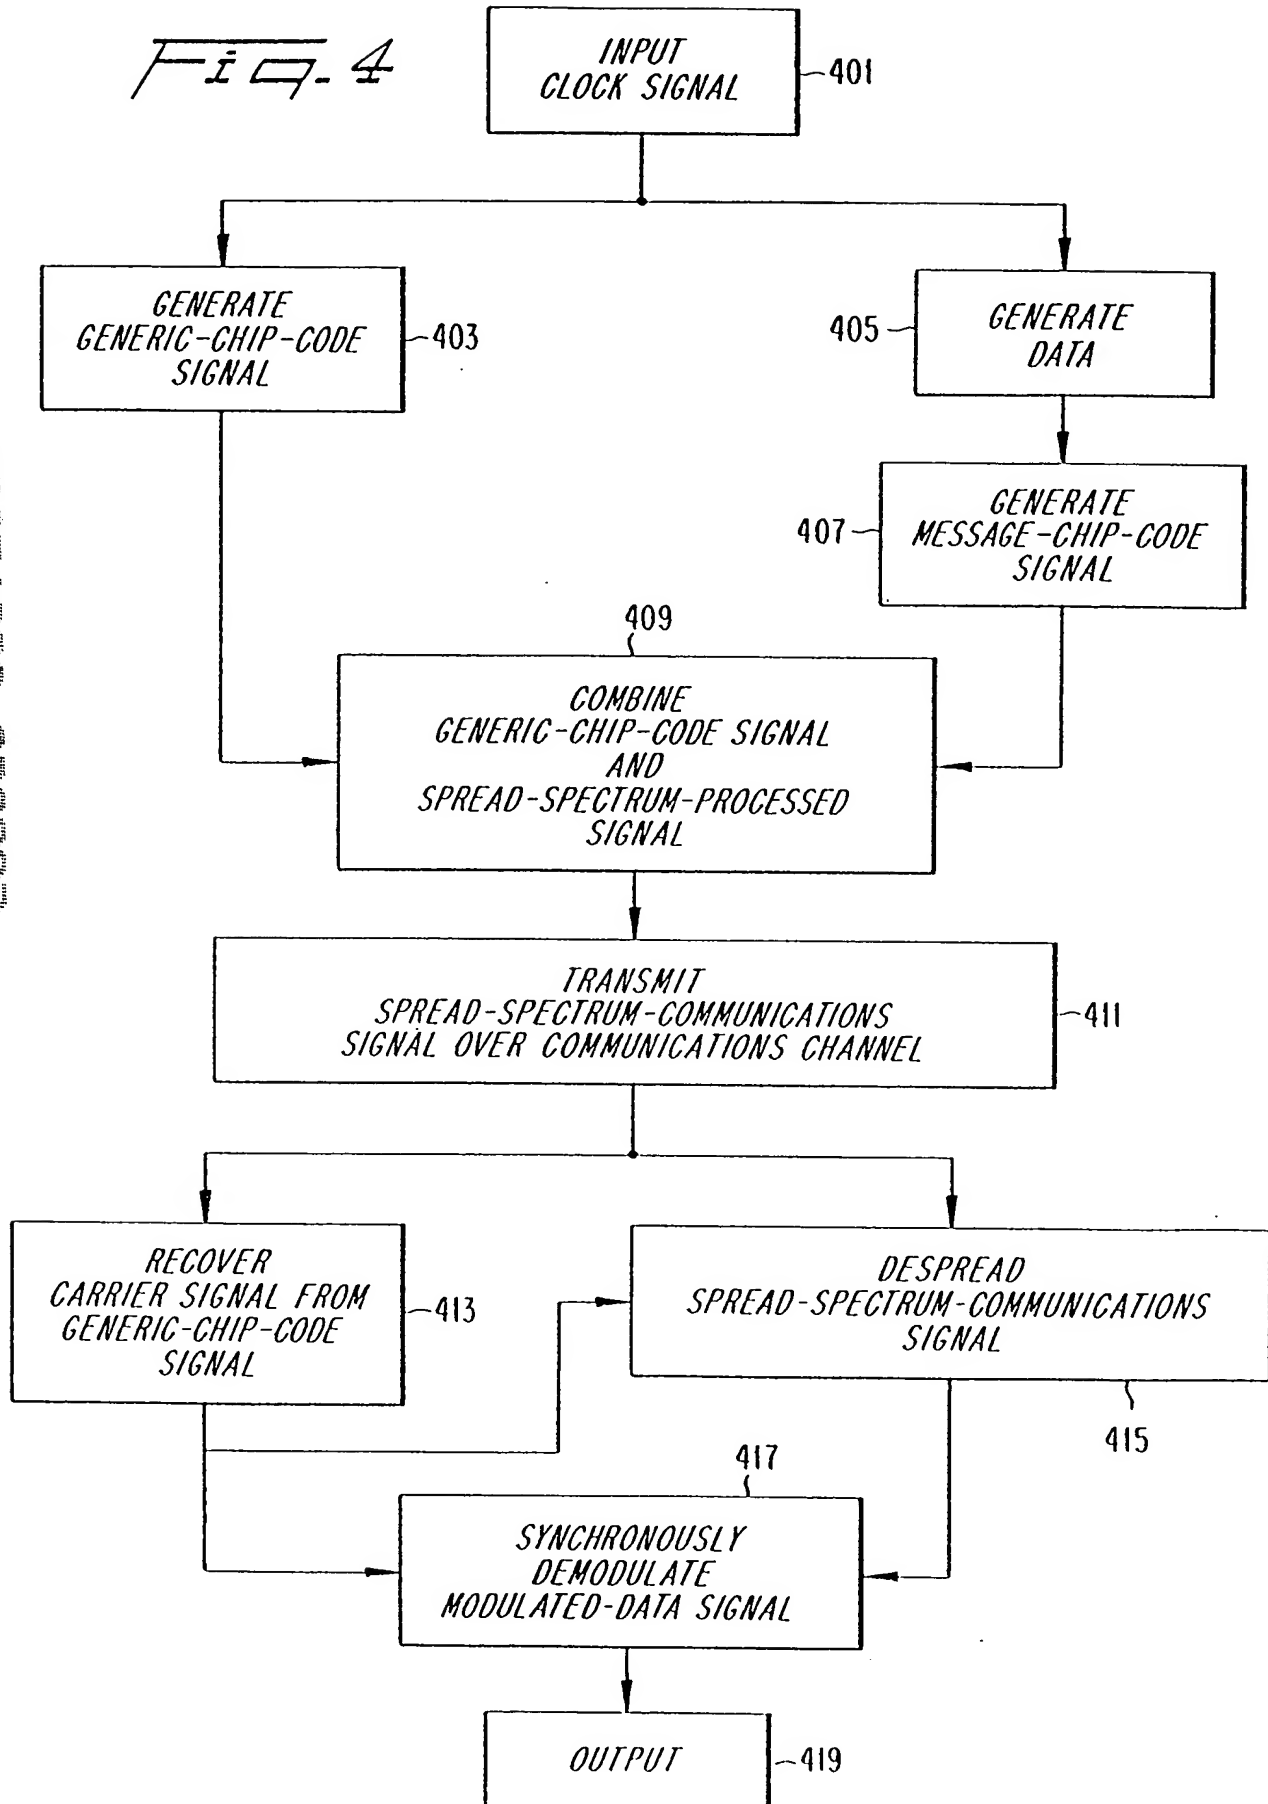 Fig. 4
INPUT
CLOCK SIGNAL
401
GENERATE
GENERIC-CHIP-CODE
SIGNAL
403
405
GENERATE
DATA
407
GENERATE
MESSAGE-CHIP-CODE
SIGNAL
409
COMBINE
GENERIC-CHIP-CODE SIGNAL
AND
SPREAD-SPECTRUM-PROCESSED
SIGNAL
TRANSMIT
SPREAD-SPECTRUM-COMMUNICATIONS
SIGNAL OVER COMMUNICATIONS CHANNEL
411
RECOVER
CARRIER SIGNAL FROM
GENERIC-CHIP-CODE
SIGNAL
413
DESPREAD
SPREAD-SPECTRUM-COMMUNICATIONS
SIGNAL
415
417
SYNCHRONOUSLY
DEMODULATE
MODULATED-DATA SIGNAL
OUTPUT
419